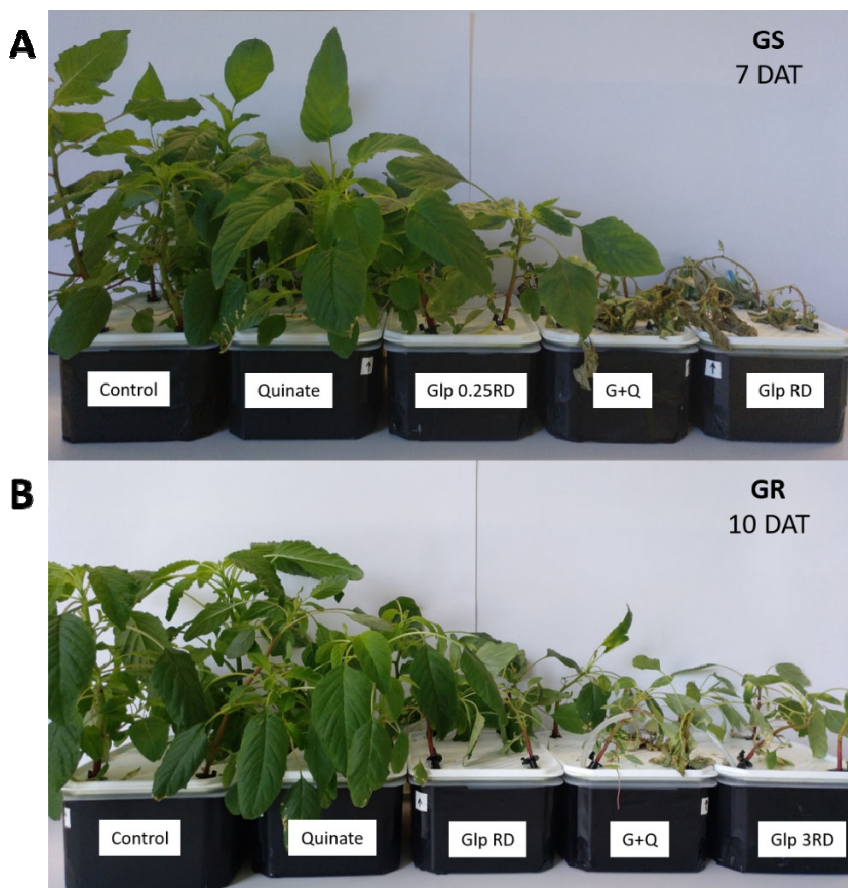 A
GS
7 DAT
Control
Quinate
Glp 0.25RD
G+Q
Glp RD
B
GR
10 DAT
Control
Quinate
Glp RD
G+Q
Glp 3RD